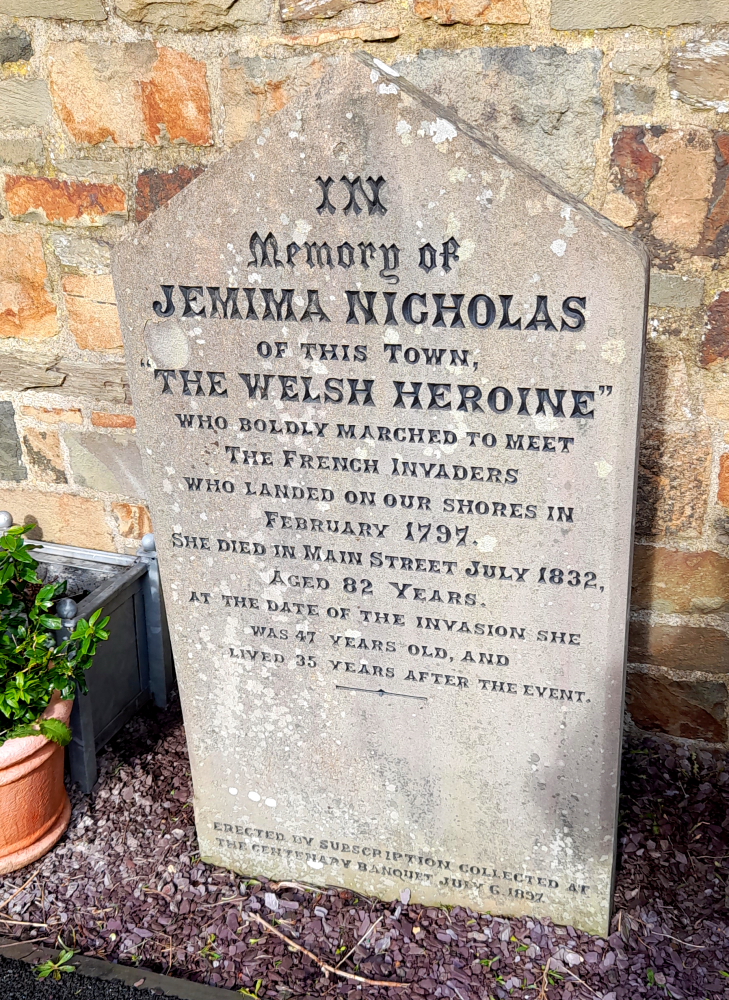 IN
Memory of
JEMIMA NICHOLAS
OF THIS TOWN,
"THE WELSH HEROINE"
WHO BOLDLY MARCHED TO MEET
THE FRENCH INVADERS
WHO LANDED ON OUR SHORES IN
FEBRUARY 1797.
SHE DIED IN MAIN STREET JULY 1832,
AGED 82 YEARS.
AT THE DATE OF THE INVASION SHE
WAS 47 YEARS OLD, AND
LIVED 35 YEARS AFTER THE EVENT.
ERECTED BY SUBSCRIPTION COLLECTED AT
THE CENTENARY BANQUET JULY 6. 1897.